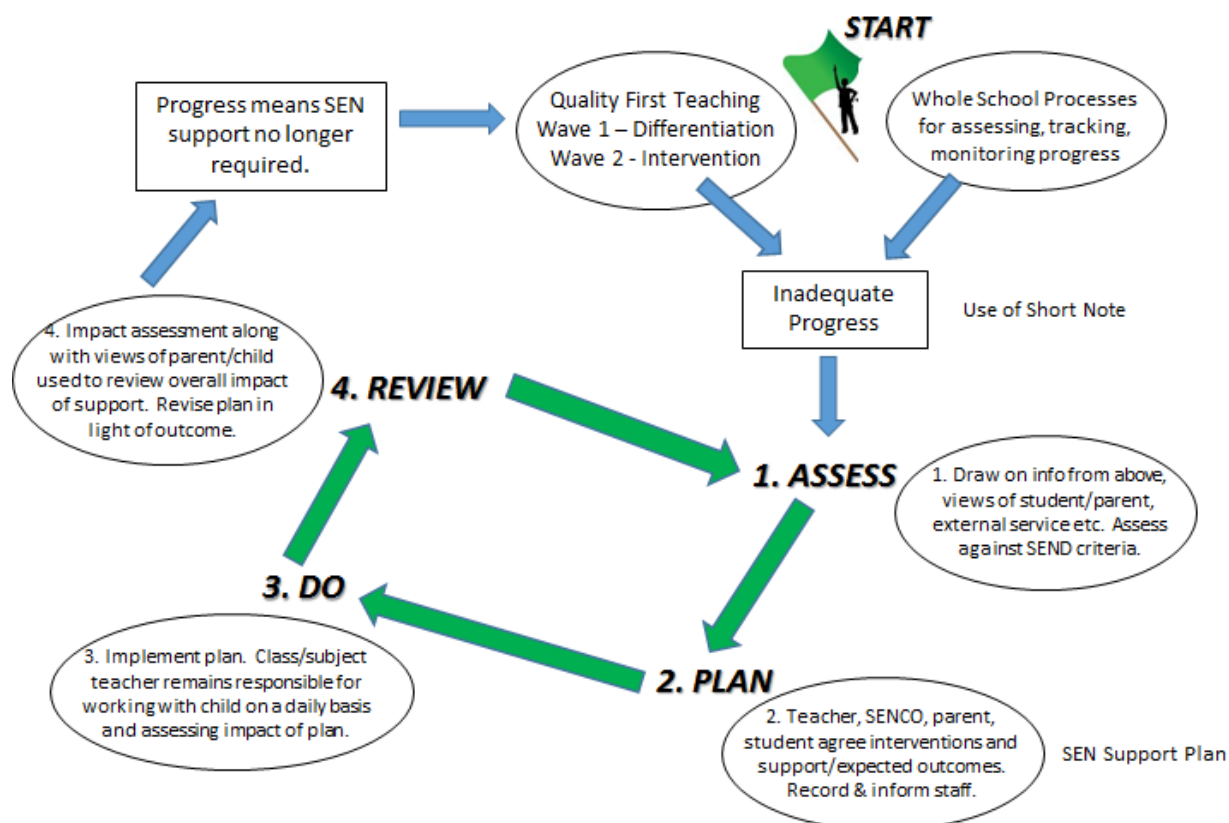 START
Progress means SEN
support no longer
required.
Quality First Teaching
Wave 1 – Differentiation
Wave 2 - Intervention
Whole School Processes
for assessing, tracking,
monitoring progress
Inadequate
Progress
Use of Short Note
4. Impact assessment along
with views of parent/child
used to review overall impact
of support. Revise plan in
light of outcome.
4. REVIEW
1. ASSESS
1. Draw on info from above,
views of student/parent,
external service etc. Assess
against SEND criteria.
3. DO
3. Implement plan. Class/subject
teacher remains responsible for
working with child on a daily basis
and assessing impact of plan.
2. PLAN
2. Teacher, SENCO, parent,
student agree interventions and
support/expected outcomes.
Record & inform staff.
SEN Support Plan